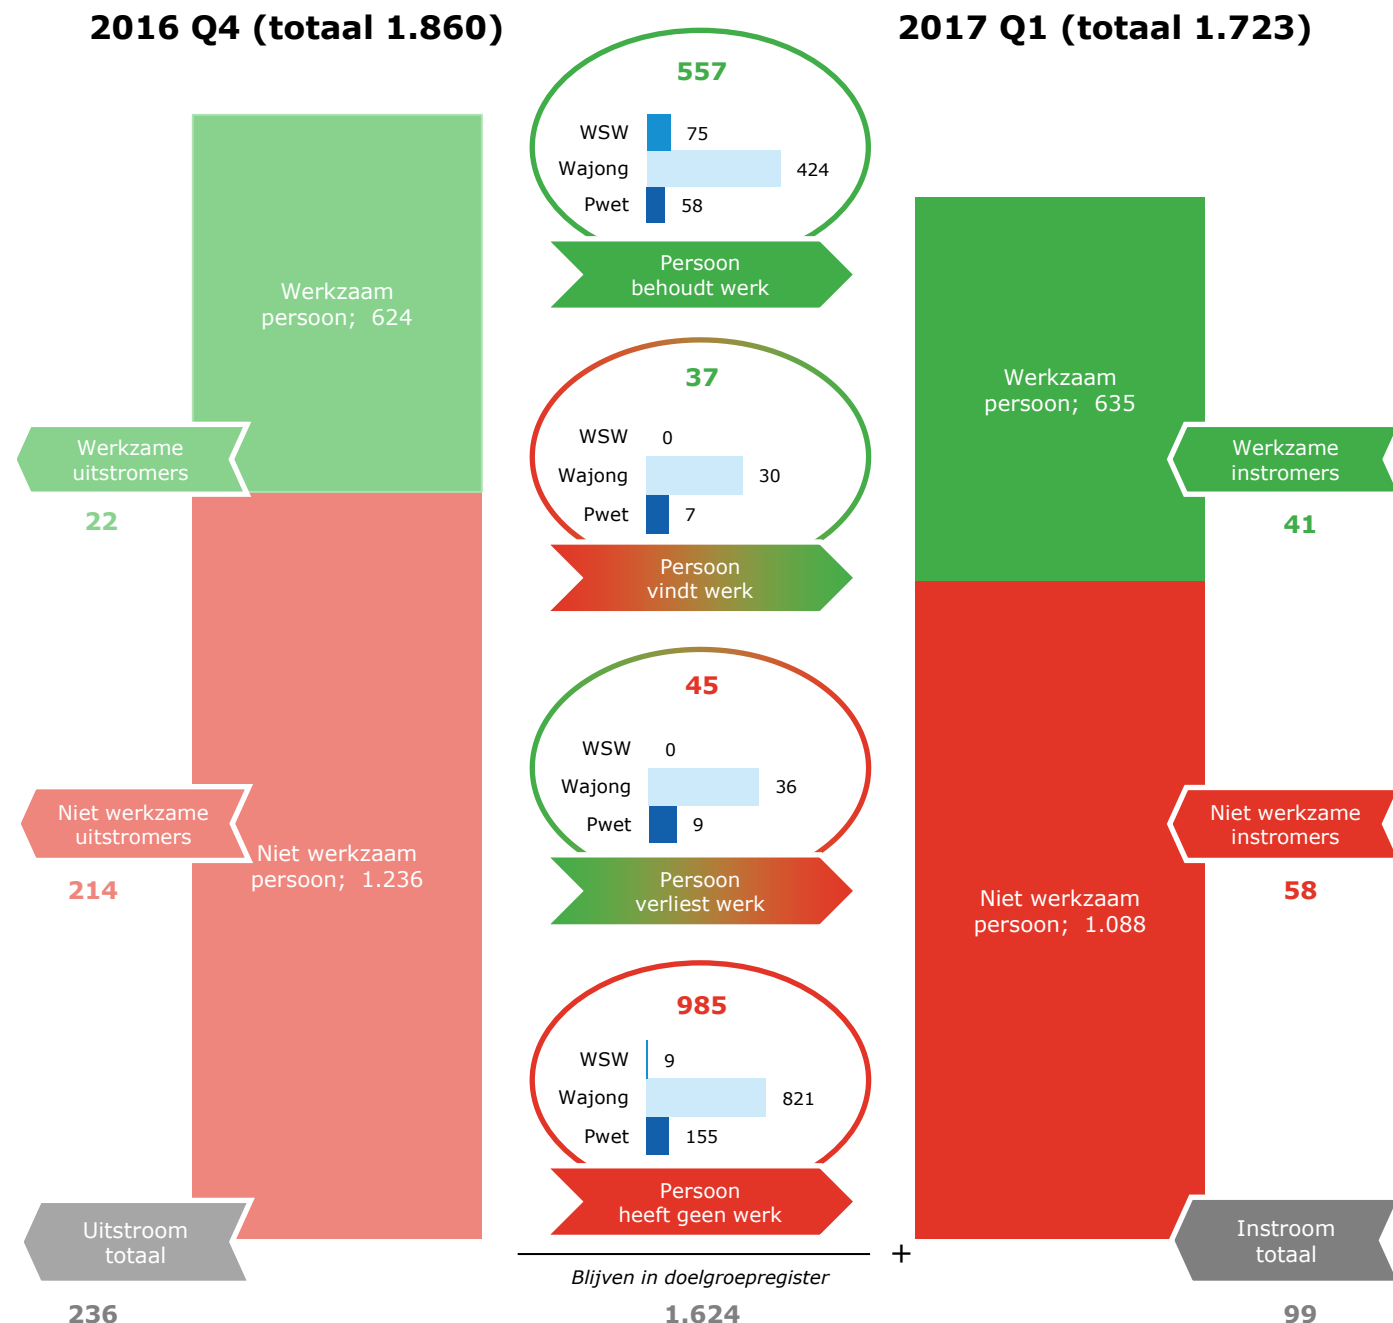 2016 Q4 (totaal 1.860)
2017 Q1 (totaal 1.723)
557
WSW 75
Wajong 424
Pwet 58
Persoon
behoudt werk
Werkzaam
persoon; 624
37
WSW 0
Wajong 30
Pwet 7
Persoon
vindt werk
Werkzaam
persoon; 635
Werkzame
uitstromers
22
Werkzame
instromers
41
45
WSW 0
Wajong 36
Pwet 9
Persoon
verliest werk
Niet werkzame
uitstromers
214
Niet werkzaam
persoon; 1.236
Niet werkzame
instromers
58
Niet werkzaam
persoon; 1.088
985
WSW 9
Wajong 821
Pwet 155
Persoon
heeft geen werk
Uitstroom
totaal
236
+
Blijven in doelgroepregister
1.624
Instroom
totaal
99